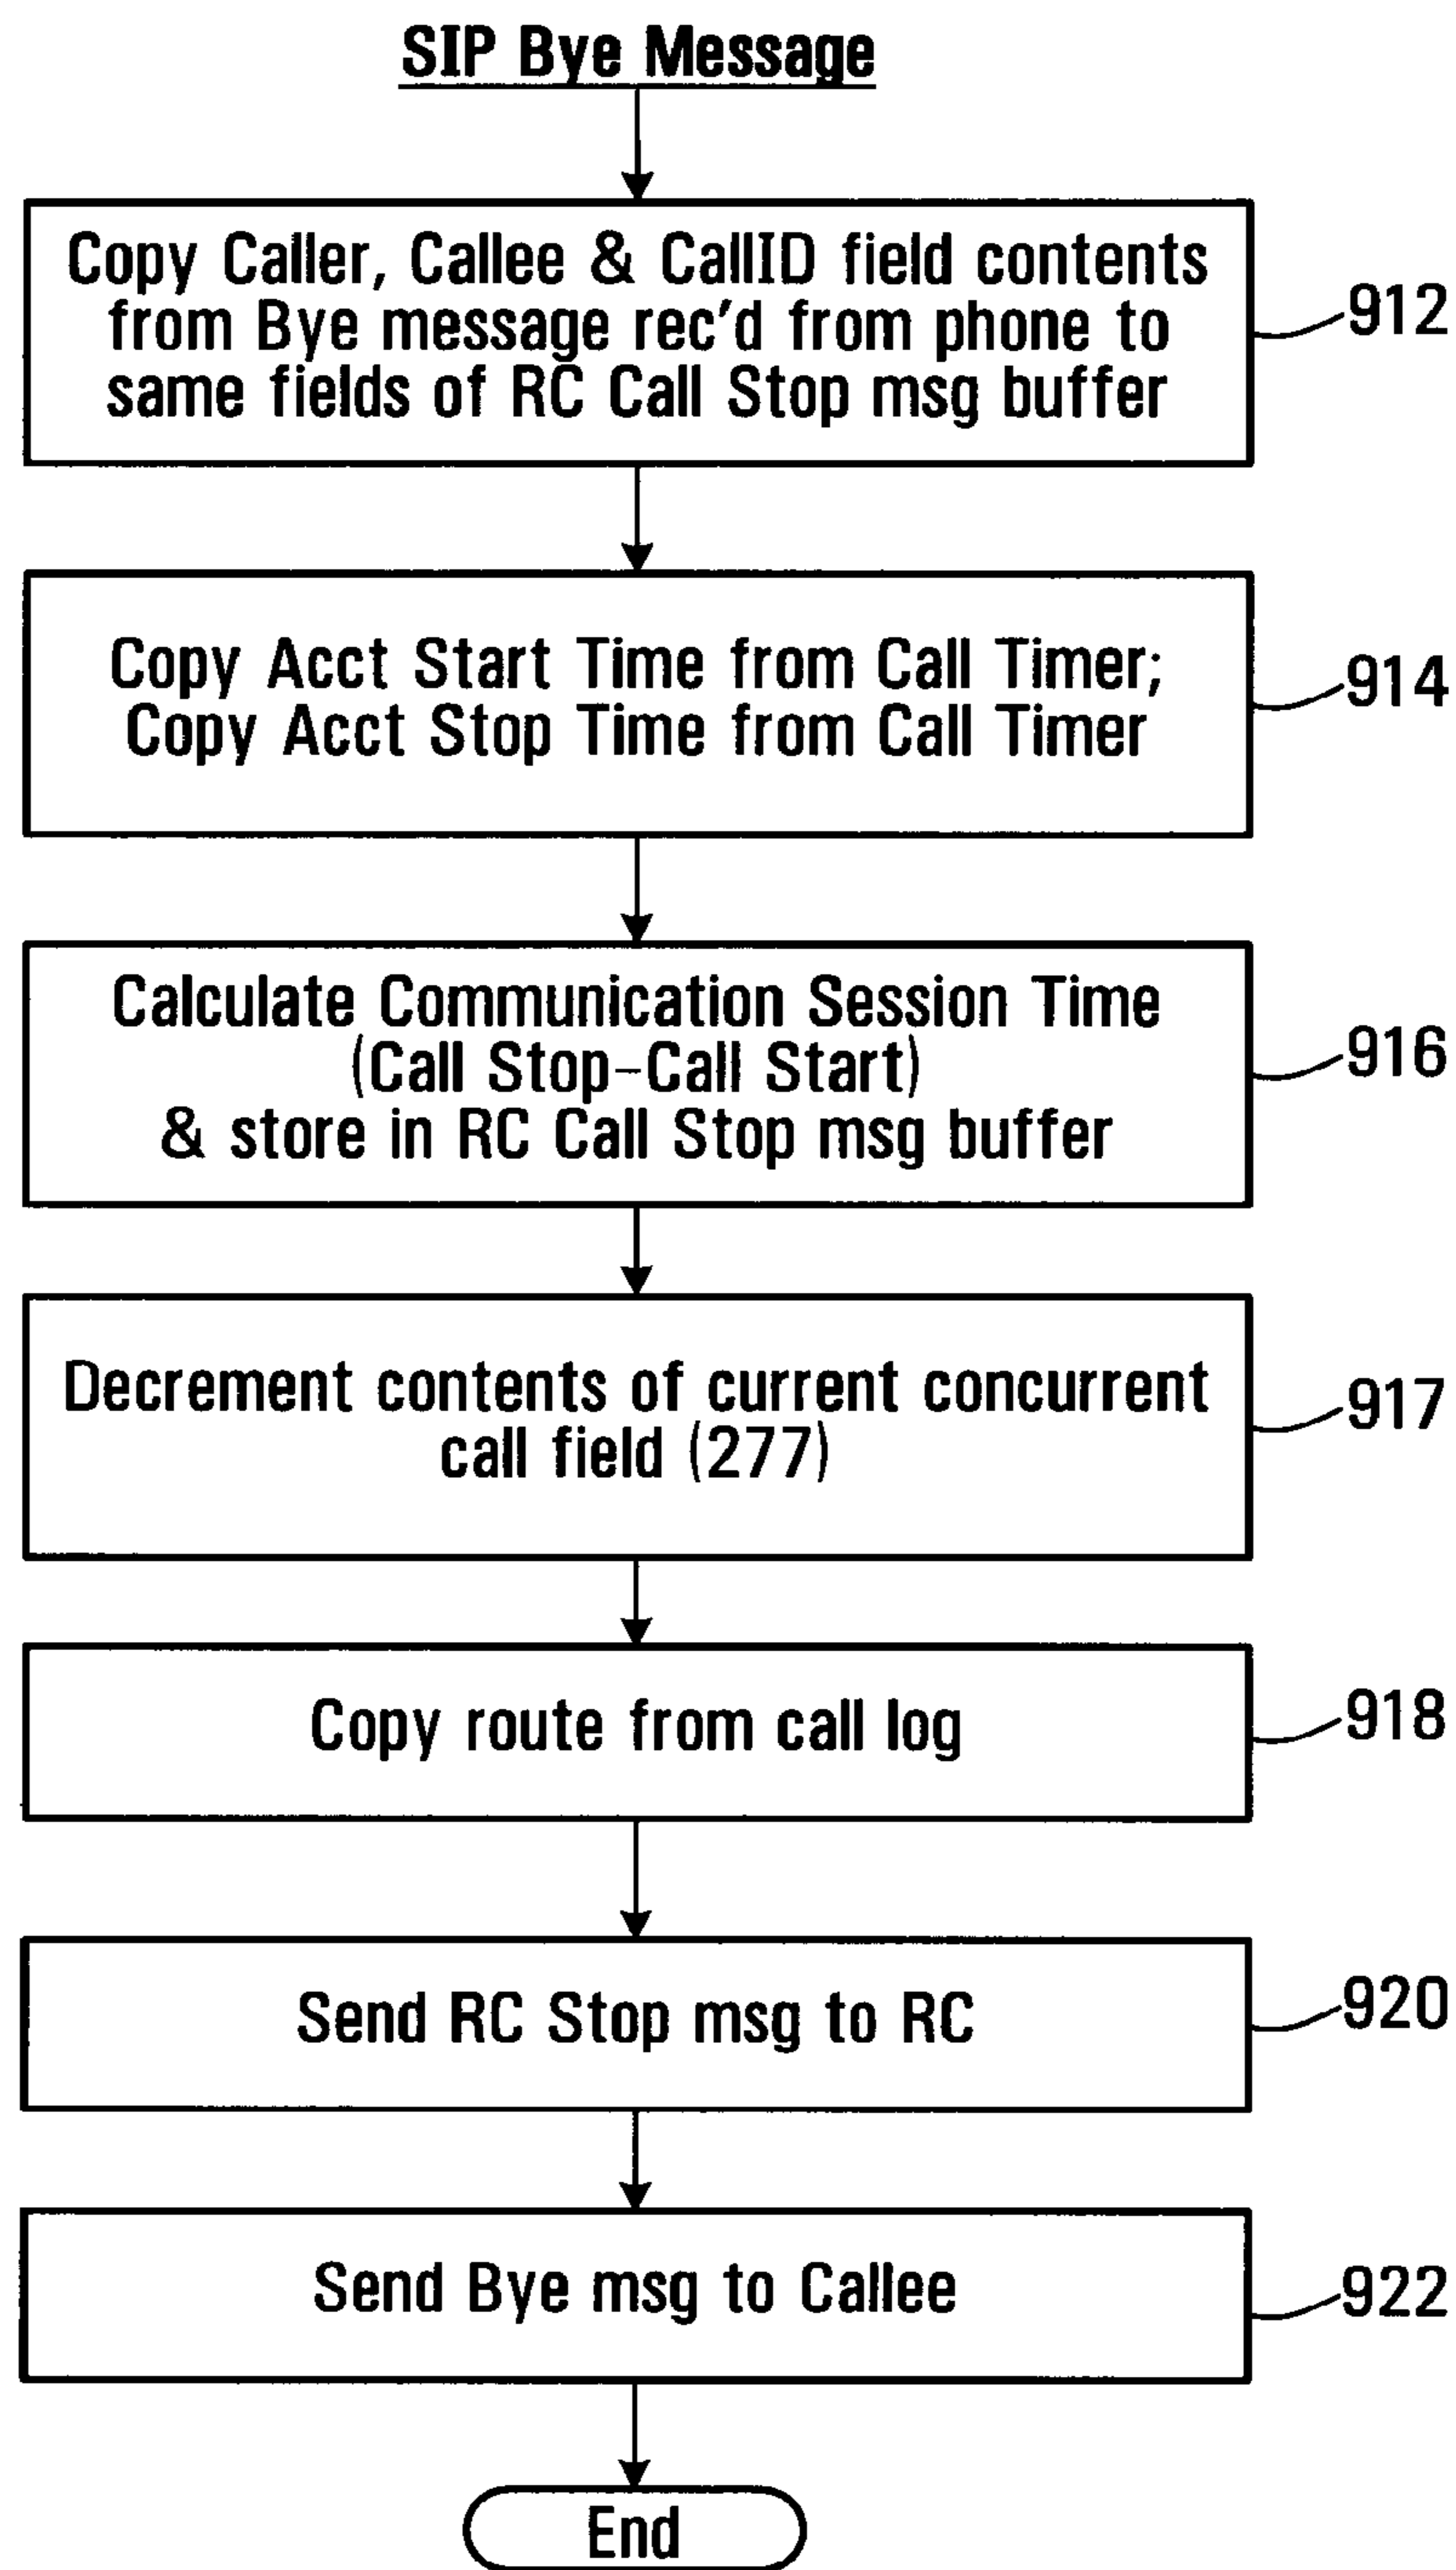 SIP Bye Message
Copy Caller, Callee & CallID field contents
from Bye message rec'd from phone to
same fields of RC Call Stop msg buffer
912
Copy Acct Start Time from Call Timer;
Copy Acct Stop Time from Call Timer
914
Calculate Communication Session Time
(Call Stop-Call Start)
& store in RC Call Stop msg buffer
916
Decrement contents of current concurrent
call field (277)
917
Copy route from call log
918
Send RC Stop msg to RC
920
Send Bye msg to Callee
922
End